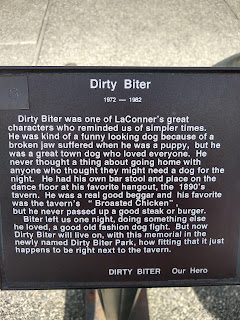 Dirty Biter
1972 — 1982
Dirty Biter was one of LaConner's great
characters who reminded us of simpler times.
He was kind of a funny looking dog because of a
broken jaw suffered when he was a puppy, but he
was a great town dog who loved everyone. He
never thought a thing about going home with
anyone who thought they might need a dog for the
night. He had his own bar stool and place on the
dance floor at his favorite hangout, the 1890's
tavern. He was a real good beggar and his favorite
was the tavern's " Broasted Chicken" ,
but he never passed up a good steak or burger.
Biter left us one night, doing something else
he loved, a good old fashion dog fight. But now
Dirty Biter will live on, with this memorial in the
newly named Dirty Biter Park, how fitting that it just
happens to be right next to the tavern.
DIRTY BITER Our Hero